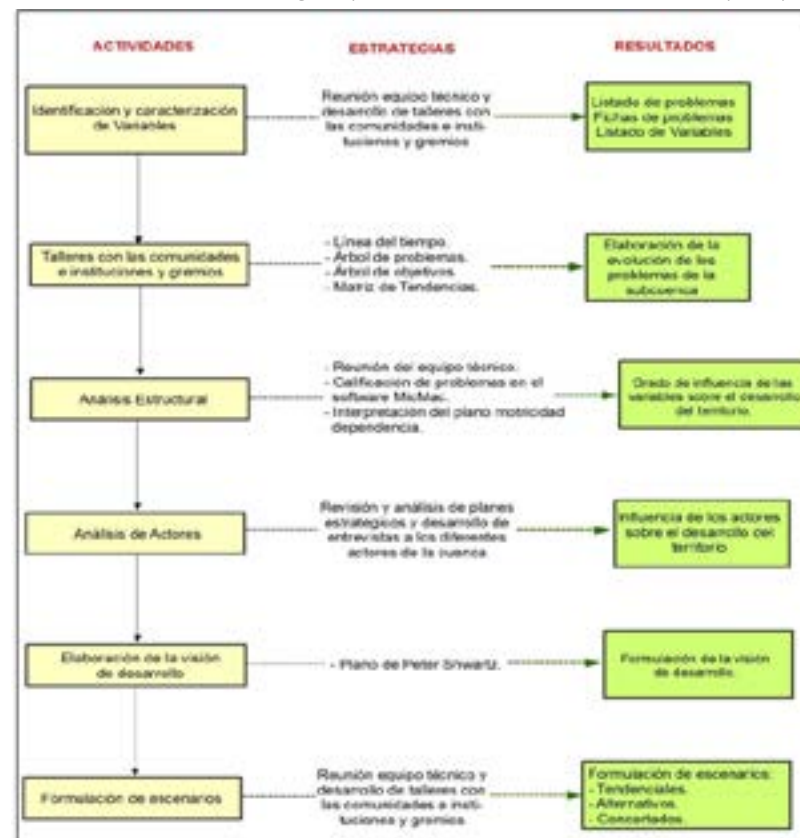 ACTIVIDADES
ESTRATEGIAS
RESULTADOS
Identificación y caracterización
de Variables
Reunión equipo técnico y
desarrollo de talleres con
las comunidades e insti-
tuciones y gremios
Listado de problemas
Fichas de problemas
Listado de Variables
Talleres con las comunidades
e instituciones y gremios
- Línea del tiempo.
- Árbol de problemas.
- Árbol de objetivos.
- Matriz de Tendencias.
Elaboración de la
evolución de los
problemas de la
subcuenca
Análisis Estructural
- Reunión del equipo técnico.
- Calificación de problemas en el
software MicMac.
- Interpretación del plano motricidad
dependencia.
Grado de influencia de las
variables sobre el desarrollo
del territorio.
Análisis de Actores
Revisión y análisis de planes
estratégicos y desarrollo de
entrevistas a los diferentes
actores de la cuenca
Influencia de los actores
sobre el desarrollo del
territorio
Elaboración de la visión
de desarrollo
- Plano de Peter Shwartz.
Formulación de la visión
de desarrollo.
Formulación de escenarios
Reunión equipo técnico y
desarrollo de talleres con
las comunidades e insti-
tuciones y gremios
Formulación de escenarios:
- Tendenciales.
- Alternativos.
- Concertados.